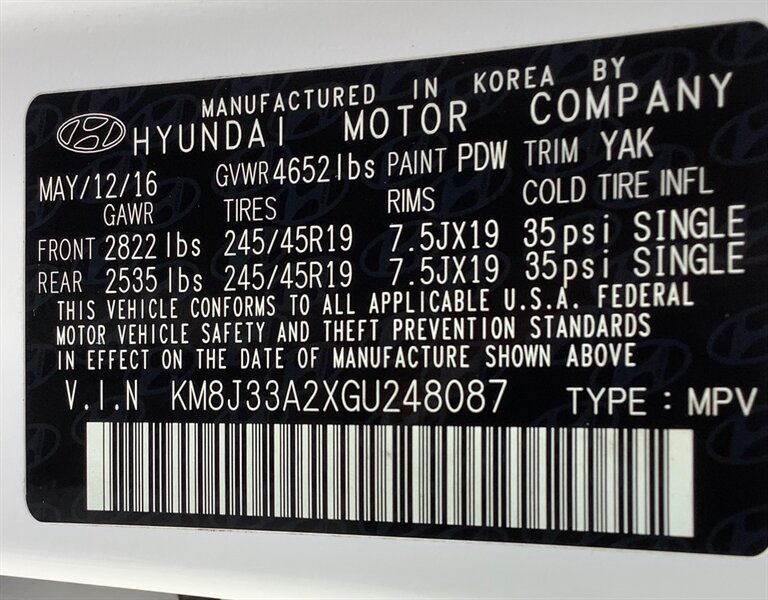 MANUFACTURED IN KOREA BY
HYUNDAI MOTOR COMPANY
MAY/12/16 GVWR 4652lbs PAINT PDW TRIM YAK
GAWR TIRES RIMS COLD TIRE INFL
FRONT 2822 lbs 245/45R19 7.5JX19 35psi SINGLE
REAR 2535 lbs 245/45R19 7.5JX19 35psi SINGLE
THIS VEHICLE CONFORMS TO ALL APPLICABLE U.S.A. FEDERAL
MOTOR VEHICLE SAFETY AND THEFT PREVENTION STANDARDS
IN EFFECT ON THE DATE OF MANUFACTURE SHOWN ABOVE
V.I.N KM8J33A2XGU248087 TYPE : MPV